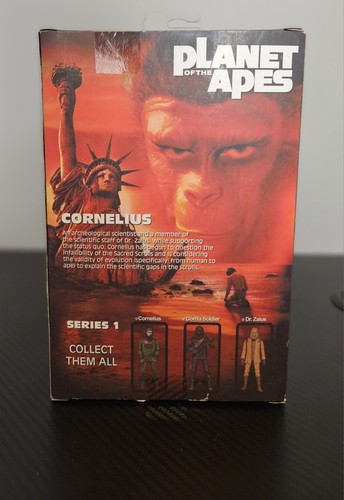 PLANET
OF THE
APES
CORNELIUS
An archeological scientist and a member of
the scientific staff of Dr. Zaius. While supporting
the status quo, Cornelius has begun to question the
infallibility of the Sacred Scrolls and is considering
the validity of evolution specifically, from human to
ape to explain the scientific gaps in the scrolls.
SERIES 1
COLLECT
THEM ALL
Cornelius
Gorilla Soldier
Dr. Zaius